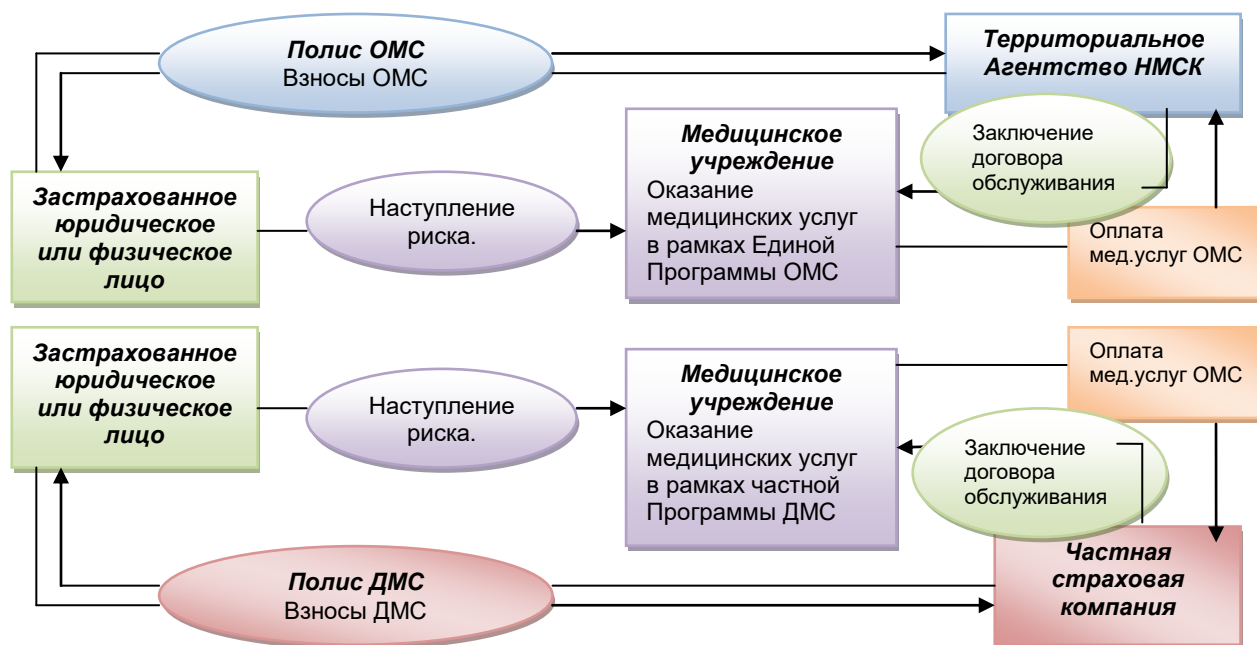 Полис ОМС
Взносы ОМС
Территориальное
Агентство НМСК
Застрахованное
юридическое
или физическое
лицо
Наступление
риска.
Медицинское
учреждение
Оказание
медицинских услуг
в рамках Единой
Программы ОМС
Заключение
договора
обслуживания
Оплата
мед.услуг ОМС
Застрахованное
юридическое
или физическое
лицо
Наступление
риска.
Медицинское
учреждение
Оказание
медицинских услуг
в рамках частной
Программы ДМС
Оплата
мед.услуг ОМС
Заключение
договора
обслуживания
Полис ДМС
Взносы ДМС
Частная
страховая
компания